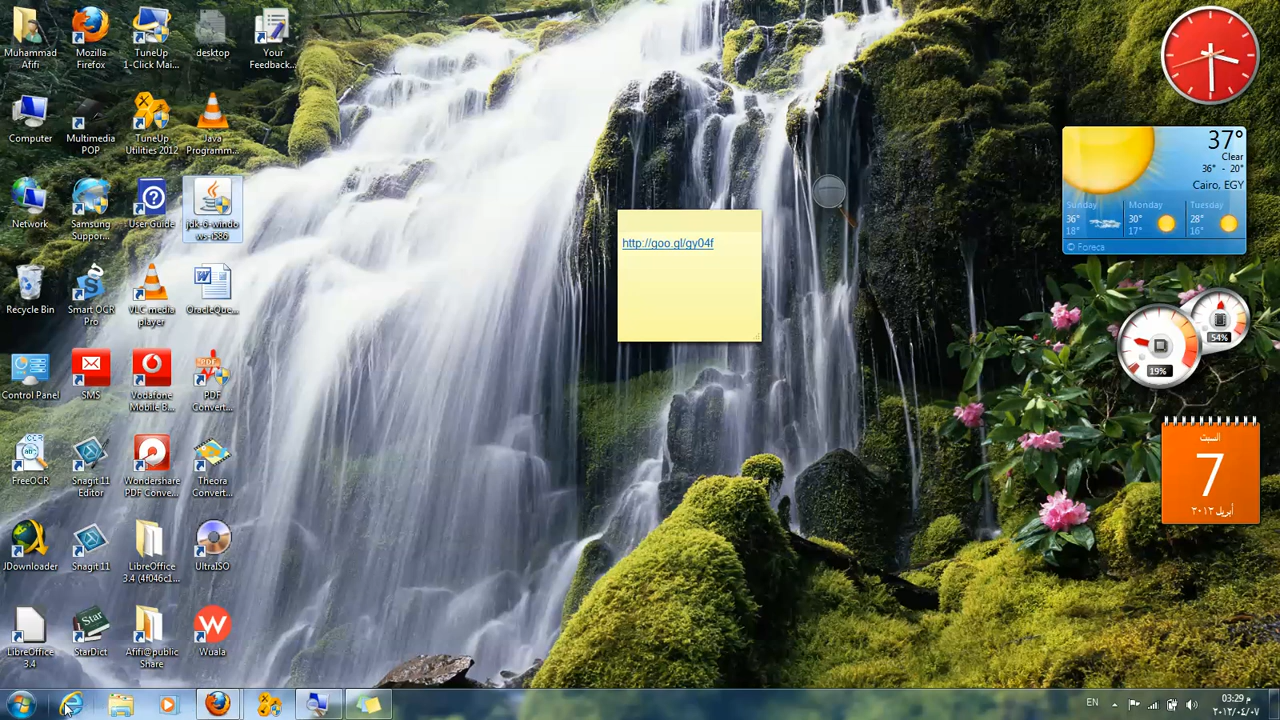 Muhammad
Afifi
Mozilla
Firefox
TuneUp
1-Click Mai...
desktop
Your
Feedback...
Computer
Multimedia
POP
TuneUp
Utilities 2012
Java
Programm...
Network
Samsung
Suppor...
User Guide
jdk-6-windo
ws-i586
Recycle Bin
Smart OCR
Pro
VLC media
player
OracleQue...
Control Panel
SMS
Vodafone
Mobile B...
PDF
Convert...
FreeOCR
Snagit 11
Editor
Wondershare
PDF Conve...
Theora
Convert...
JDownloader
Snagit 11
LibreOffice
3.4 (4f046c1...
UltraISO
LibreOffice
3.4
StarDict
Afifi@public
Share
Wuala
http://goo.gl/gy04f
37°
Clear
36° - 20°
Cairo, EGY
Sunday
36°
18°
Monday
30°
17°
Tuesday
28°
16°
© Foreca
54%
19%
السبت
7
أبريل ٢٠١٢
EN
03:29 م
٢٠١٢/٠٤/٠٧